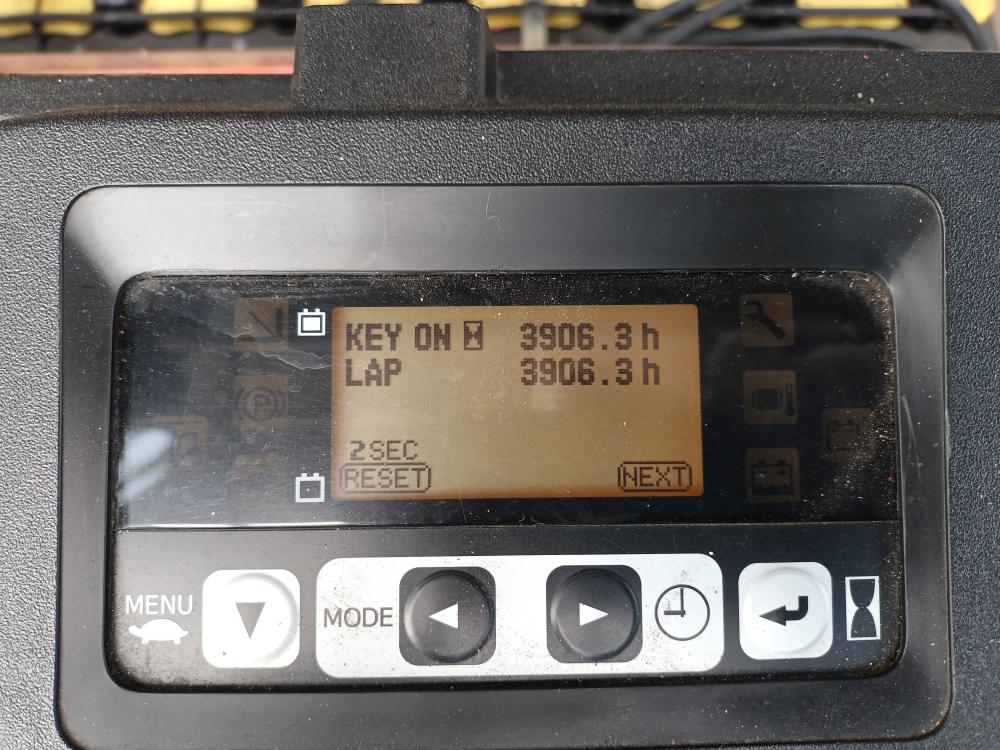 KEY ON 3906.3 h
LAP 3906.3 h
2SEC
RESET NEXT
MENU
MODE